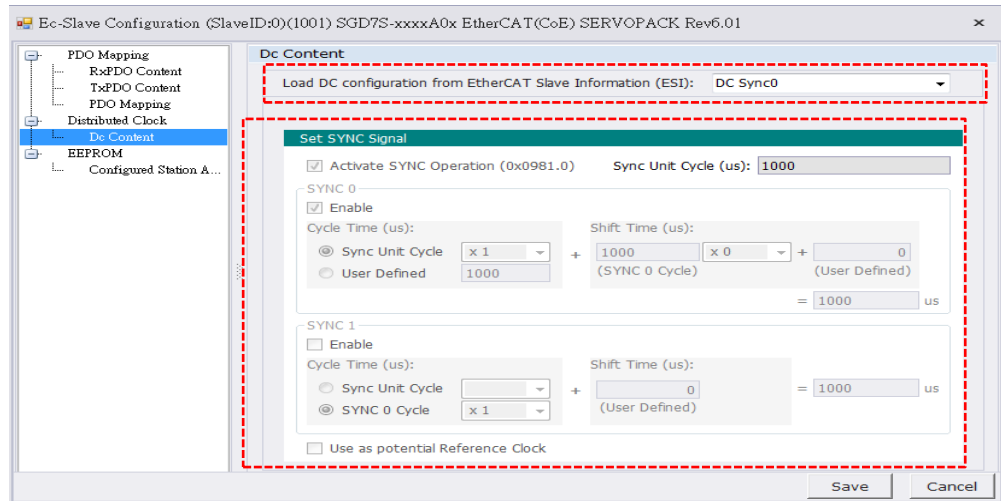 Ec-Slave Configuration (SlaveID:0)(1001) SGD7S-xxxxA0x EtherCAT(CoE) SERVOPACK Rev6.01
PDO Mapping
RxPDO Content
TxPDO Content
PDO Mapping
Distributed Clock
Dc Content
EEPROM
Configured Station A...
Dc Content
Load DC configuration from EtherCAT Slave Information (ESI): DC Sync0
Set SYNC Signal
Activate SYNC Operation (0x0981.0) Sync Unit Cycle (us): 1000
SYNC 0
Enable
Cycle Time (us): Shift Time (us):
Sync Unit Cycle x 1 + 1000 x 0 + 0
User Defined 1000 (SYNC 0 Cycle) (User Defined)
= 1000 us
SYNC 1
Enable
Cycle Time (us): Shift Time (us):
Sync Unit Cycle + 0 = 1000 us
SYNC 0 Cycle x 1 (User Defined)
Use as potential Reference Clock
Save Cancel